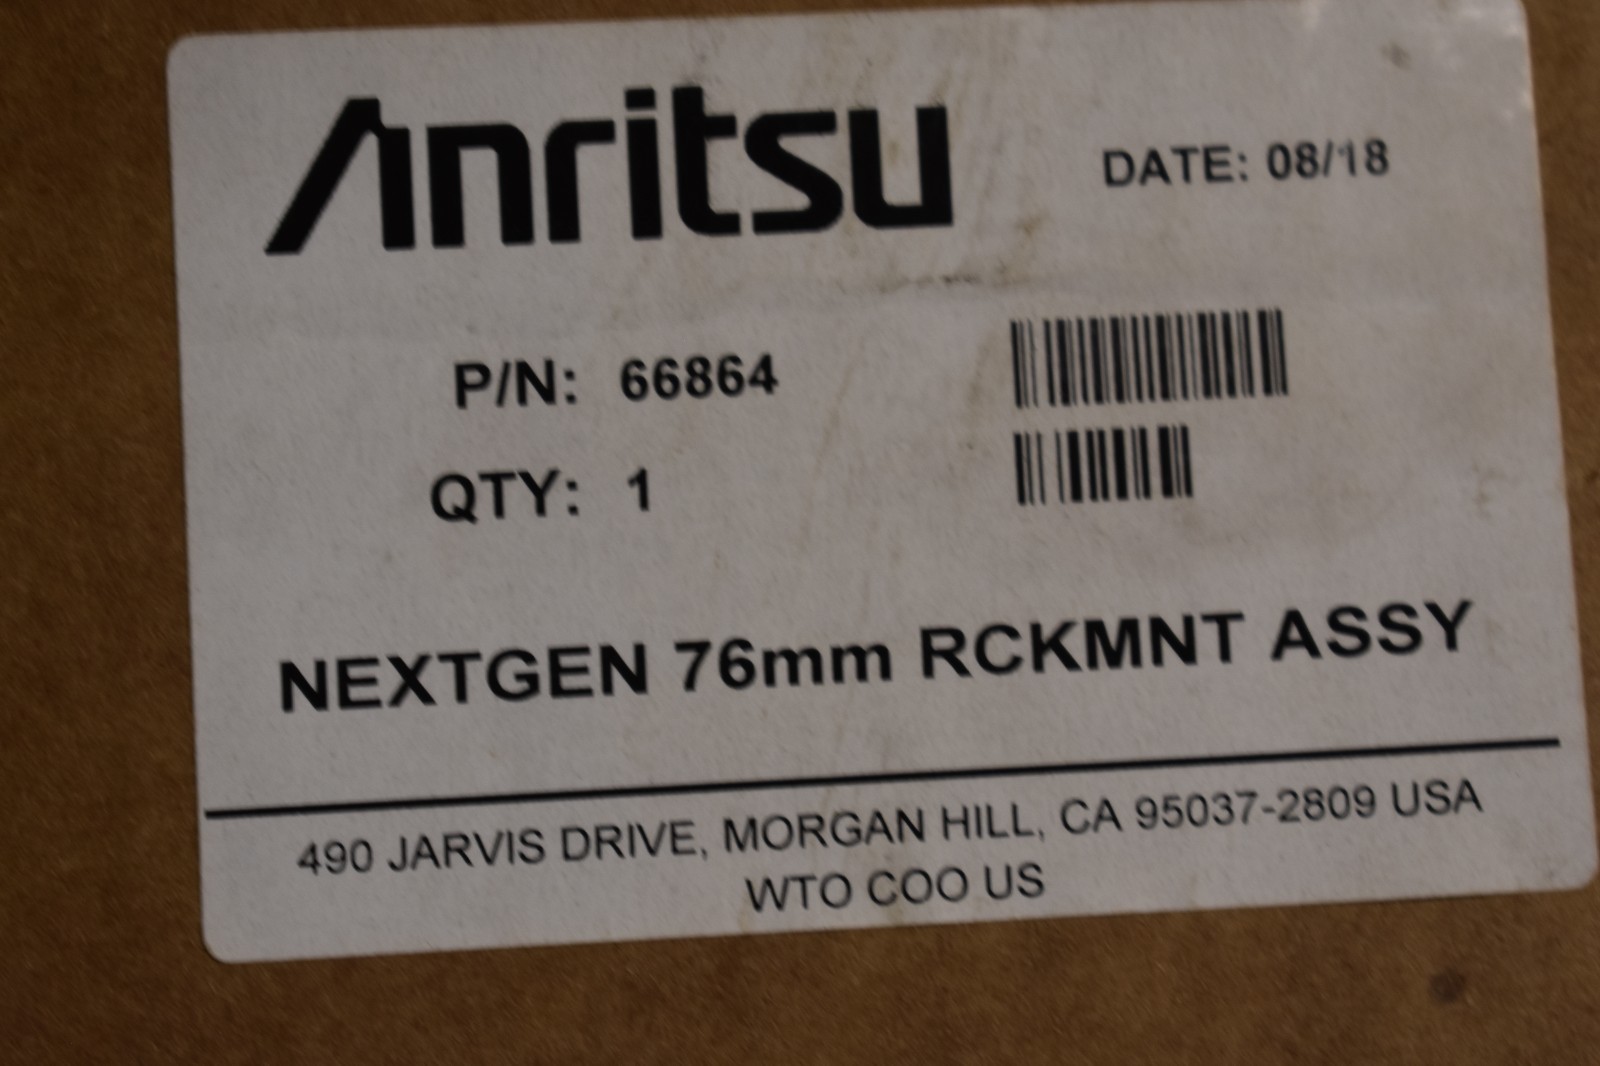 Anritsu
DATE: 08/18
P/N: 66864
QTY: 1
NEXTGEN 76mm RCKMNT ASSY
490 JARVIS DRIVE, MORGAN HILL, CA 95037-2809 USA
WTO COO US